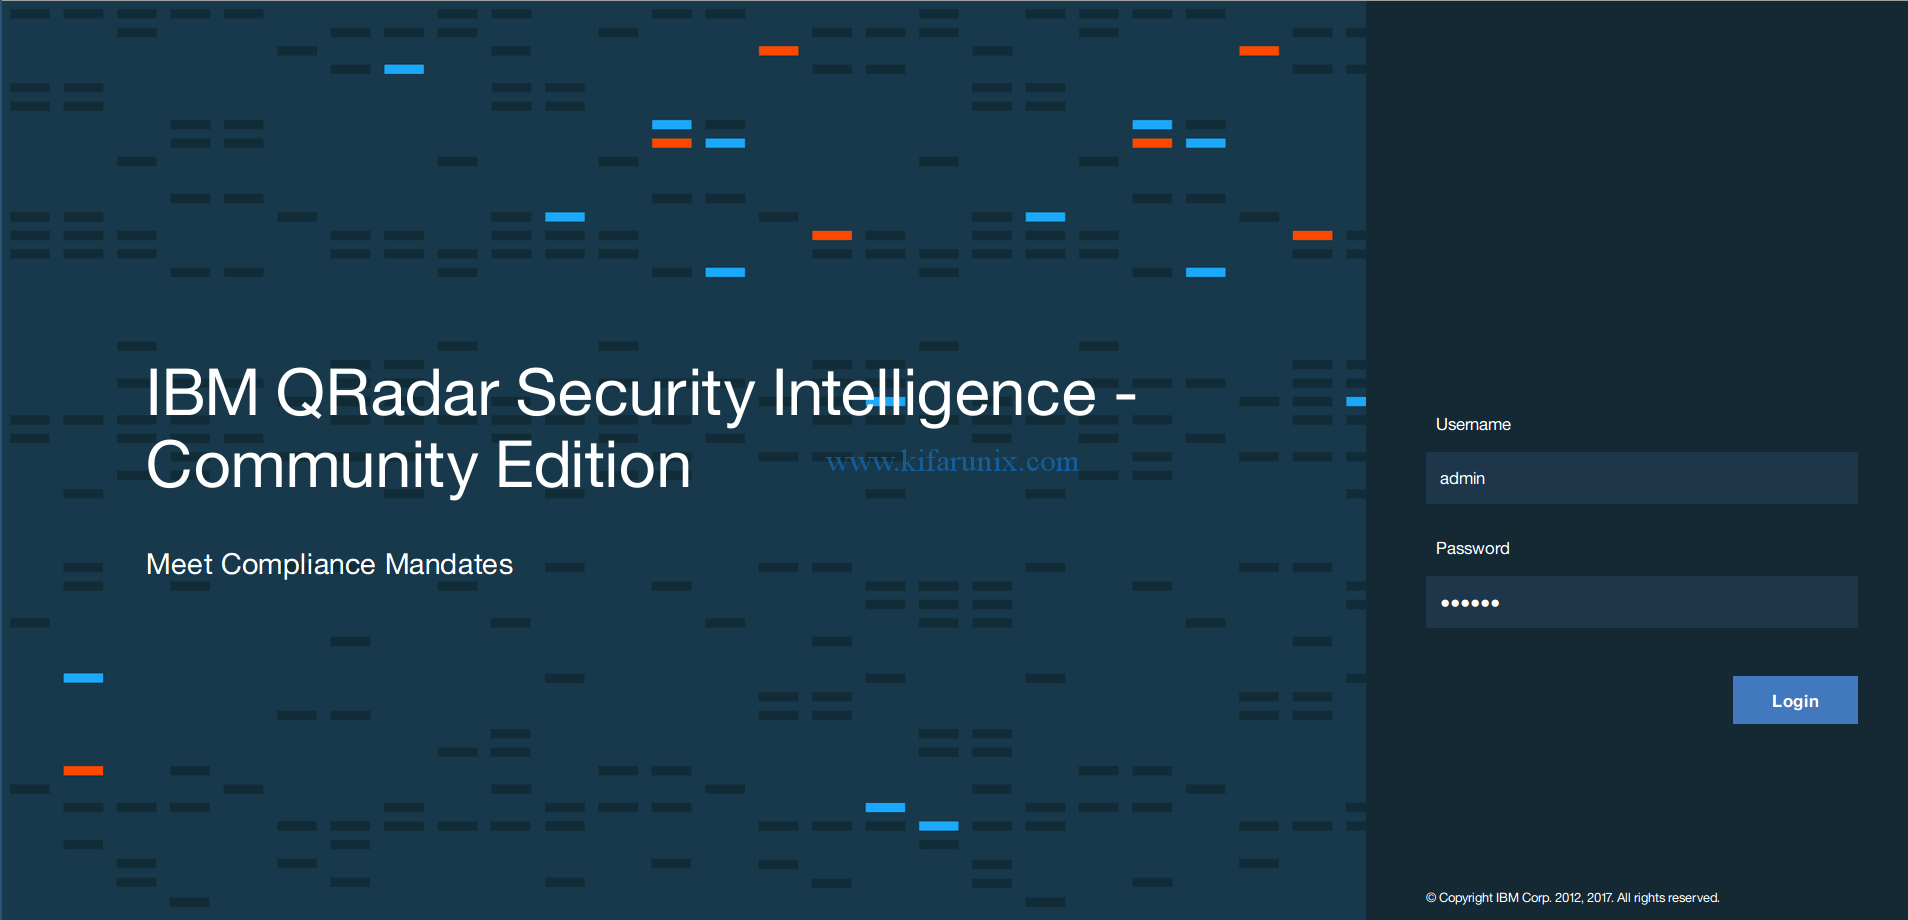 IBM QRadar Security Intelligence -
Community Edition
www.kifarunix.com
Meet Compliance Mandates
Username
admin
Password
••••••
Login
© Copyright IBM Corp. 2012, 2017. All rights reserved.